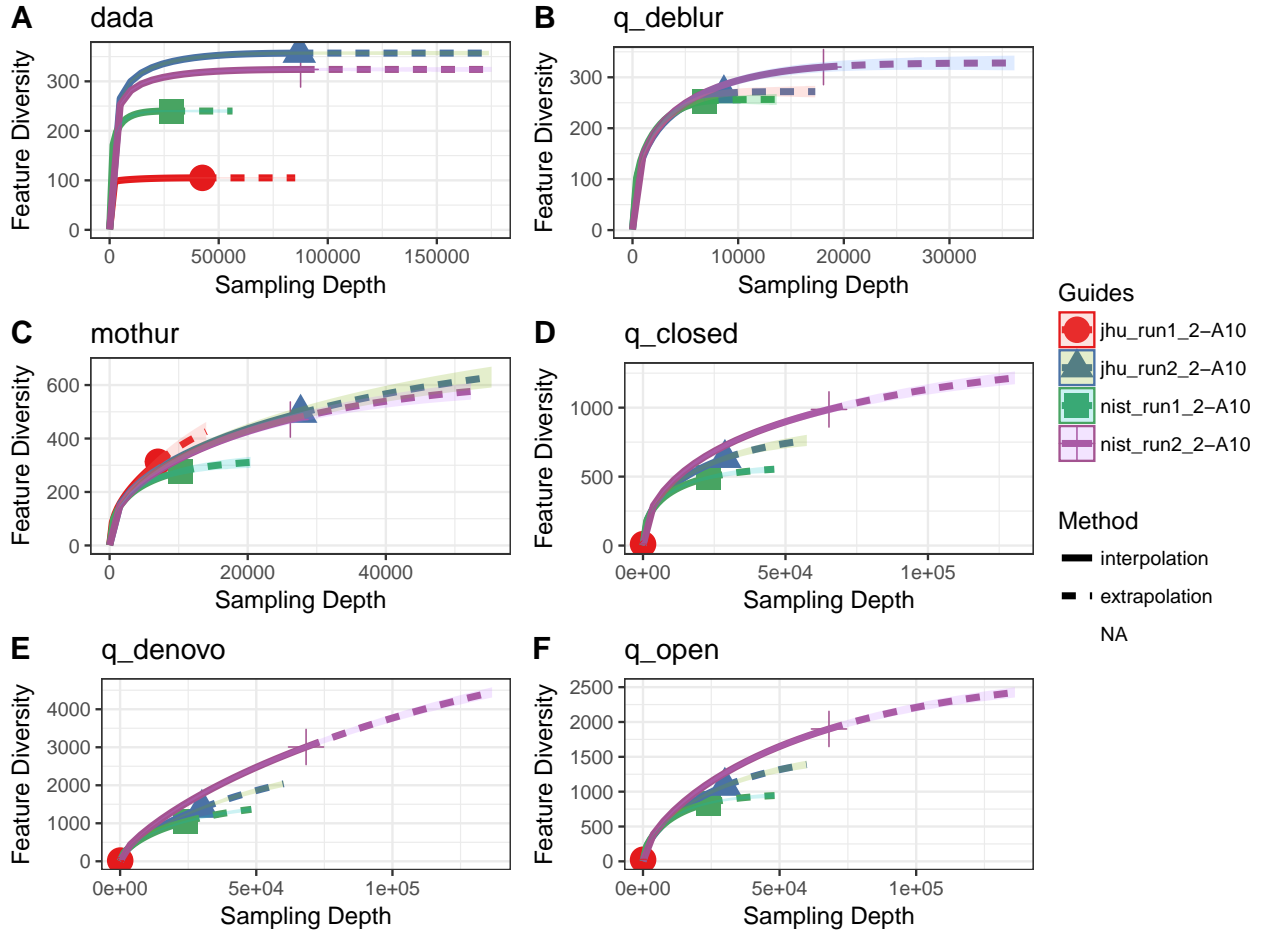 A dada
Feature Diversity
300
200
100
0
0 50000 100000 150000
Sampling Depth
B q_deblur
Feature Diversity
300
200
100
0
0 10000 20000 30000
Sampling Depth
C mothur
Feature Diversity
600
400
200
0
0 20000 40000
Sampling Depth
D q_closed
Feature Diversity
1000
500
0
0e+00 5e+04 1e+05
Sampling Depth
E q_denovo
Feature Diversity
4000
3000
2000
1000
0
0e+00 5e+04 1e+05
Sampling Depth
F q_open
Feature Diversity
2500
2000
1500
1000
500
0
0e+00 5e+04 1e+05
Sampling Depth
Guides
jhu_run1_2−A10
jhu_run2_2−A10
nist_run1_2−A10
nist_run2_2−A10
Method
interpolation
extrapolation
NA